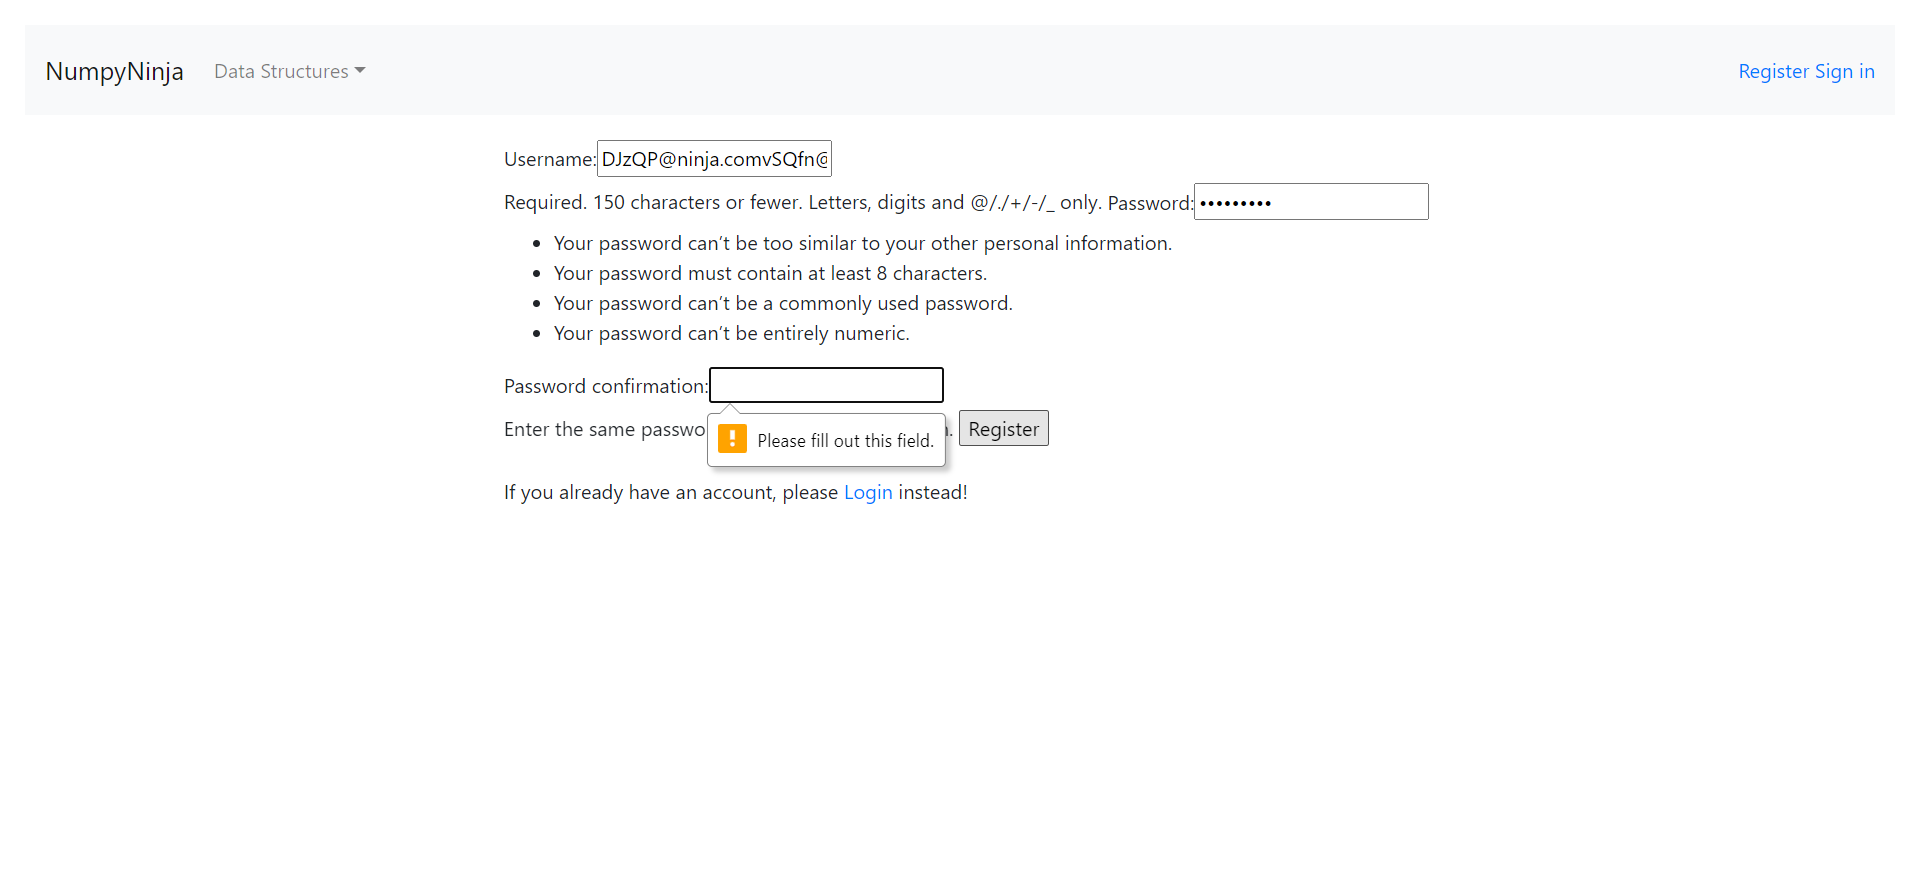 NumpyNinja Data Structures Register Sign in
Username: DJzQP@ninja.comvSQfn@
Required. 150 characters or fewer. Letters, digits and @/./+/-/_ only. Password: •••••••••
• Your password can’t be too similar to your other personal information.
• Your password must contain at least 8 characters.
• Your password can’t be a commonly used password.
• Your password can’t be entirely numeric.
Password confirmation:
Enter the same Register
Please fill out this field.
If you already have an account, please Login instead!